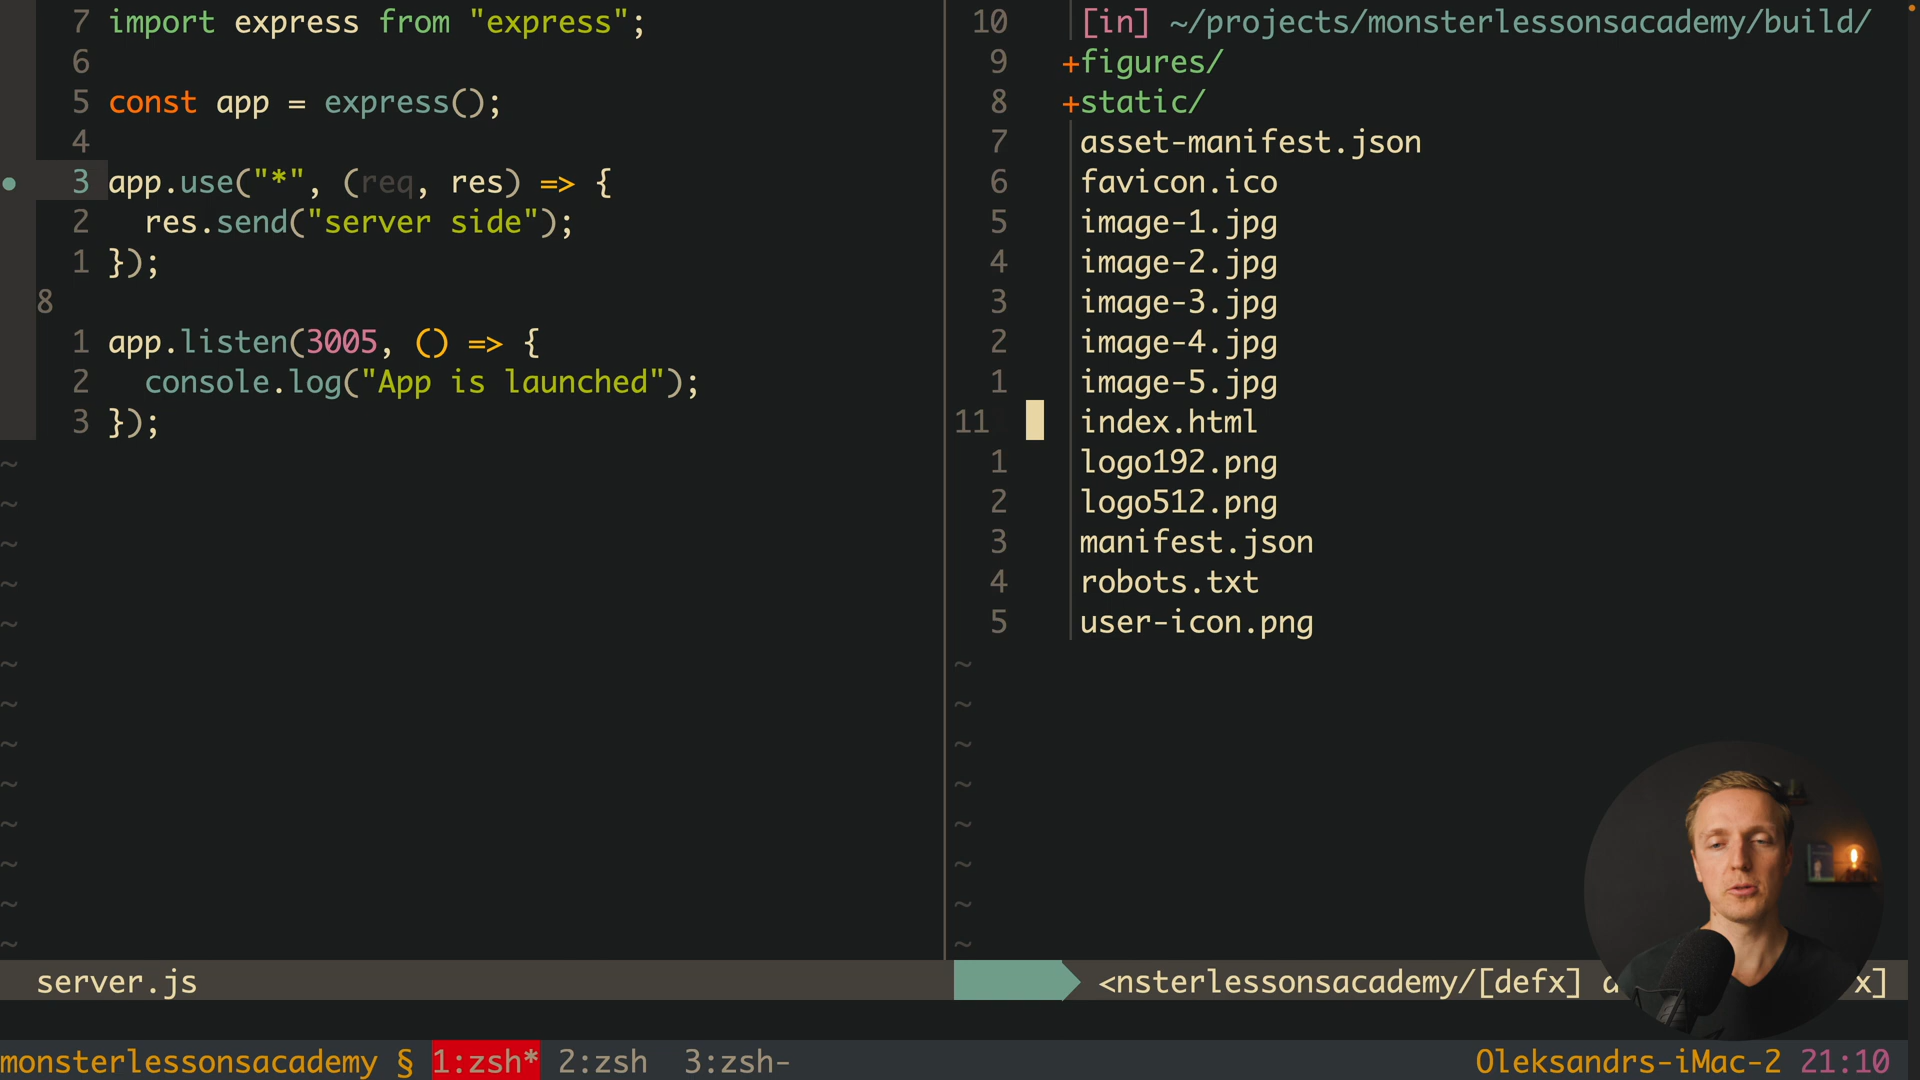 7 import express from "express";
6
5 const app = express();
4
3 app.use("*", (req, res) => {
2 res.send("server side");
1 });
8
1 app.listen(3005, () => {
2 console.log("App is launched");
3 });
~
~
~
~
~
~
~
~
~
~
~
~
~
server.js
10 [in] ~/projects/monsterlessonsacademy/build/
9 +figures/
8 +static/
7 asset-manifest.json
6 favicon.ico
5 image-1.jpg
4 image-2.jpg
3 image-3.jpg
2 image-4.jpg
1 image-5.jpg
11 index.html
1 logo192.png
2 logo512.png
3 manifest.json
4 robots.txt
5 user-icon.png
~
~
~
~
~
~
~
~
<nsterlessonsacademy/[defx] d x]
monsterlessonsacademy § 1:zsh* 2:zsh 3:zsh- Oleksandrs-iMac-2 21:10